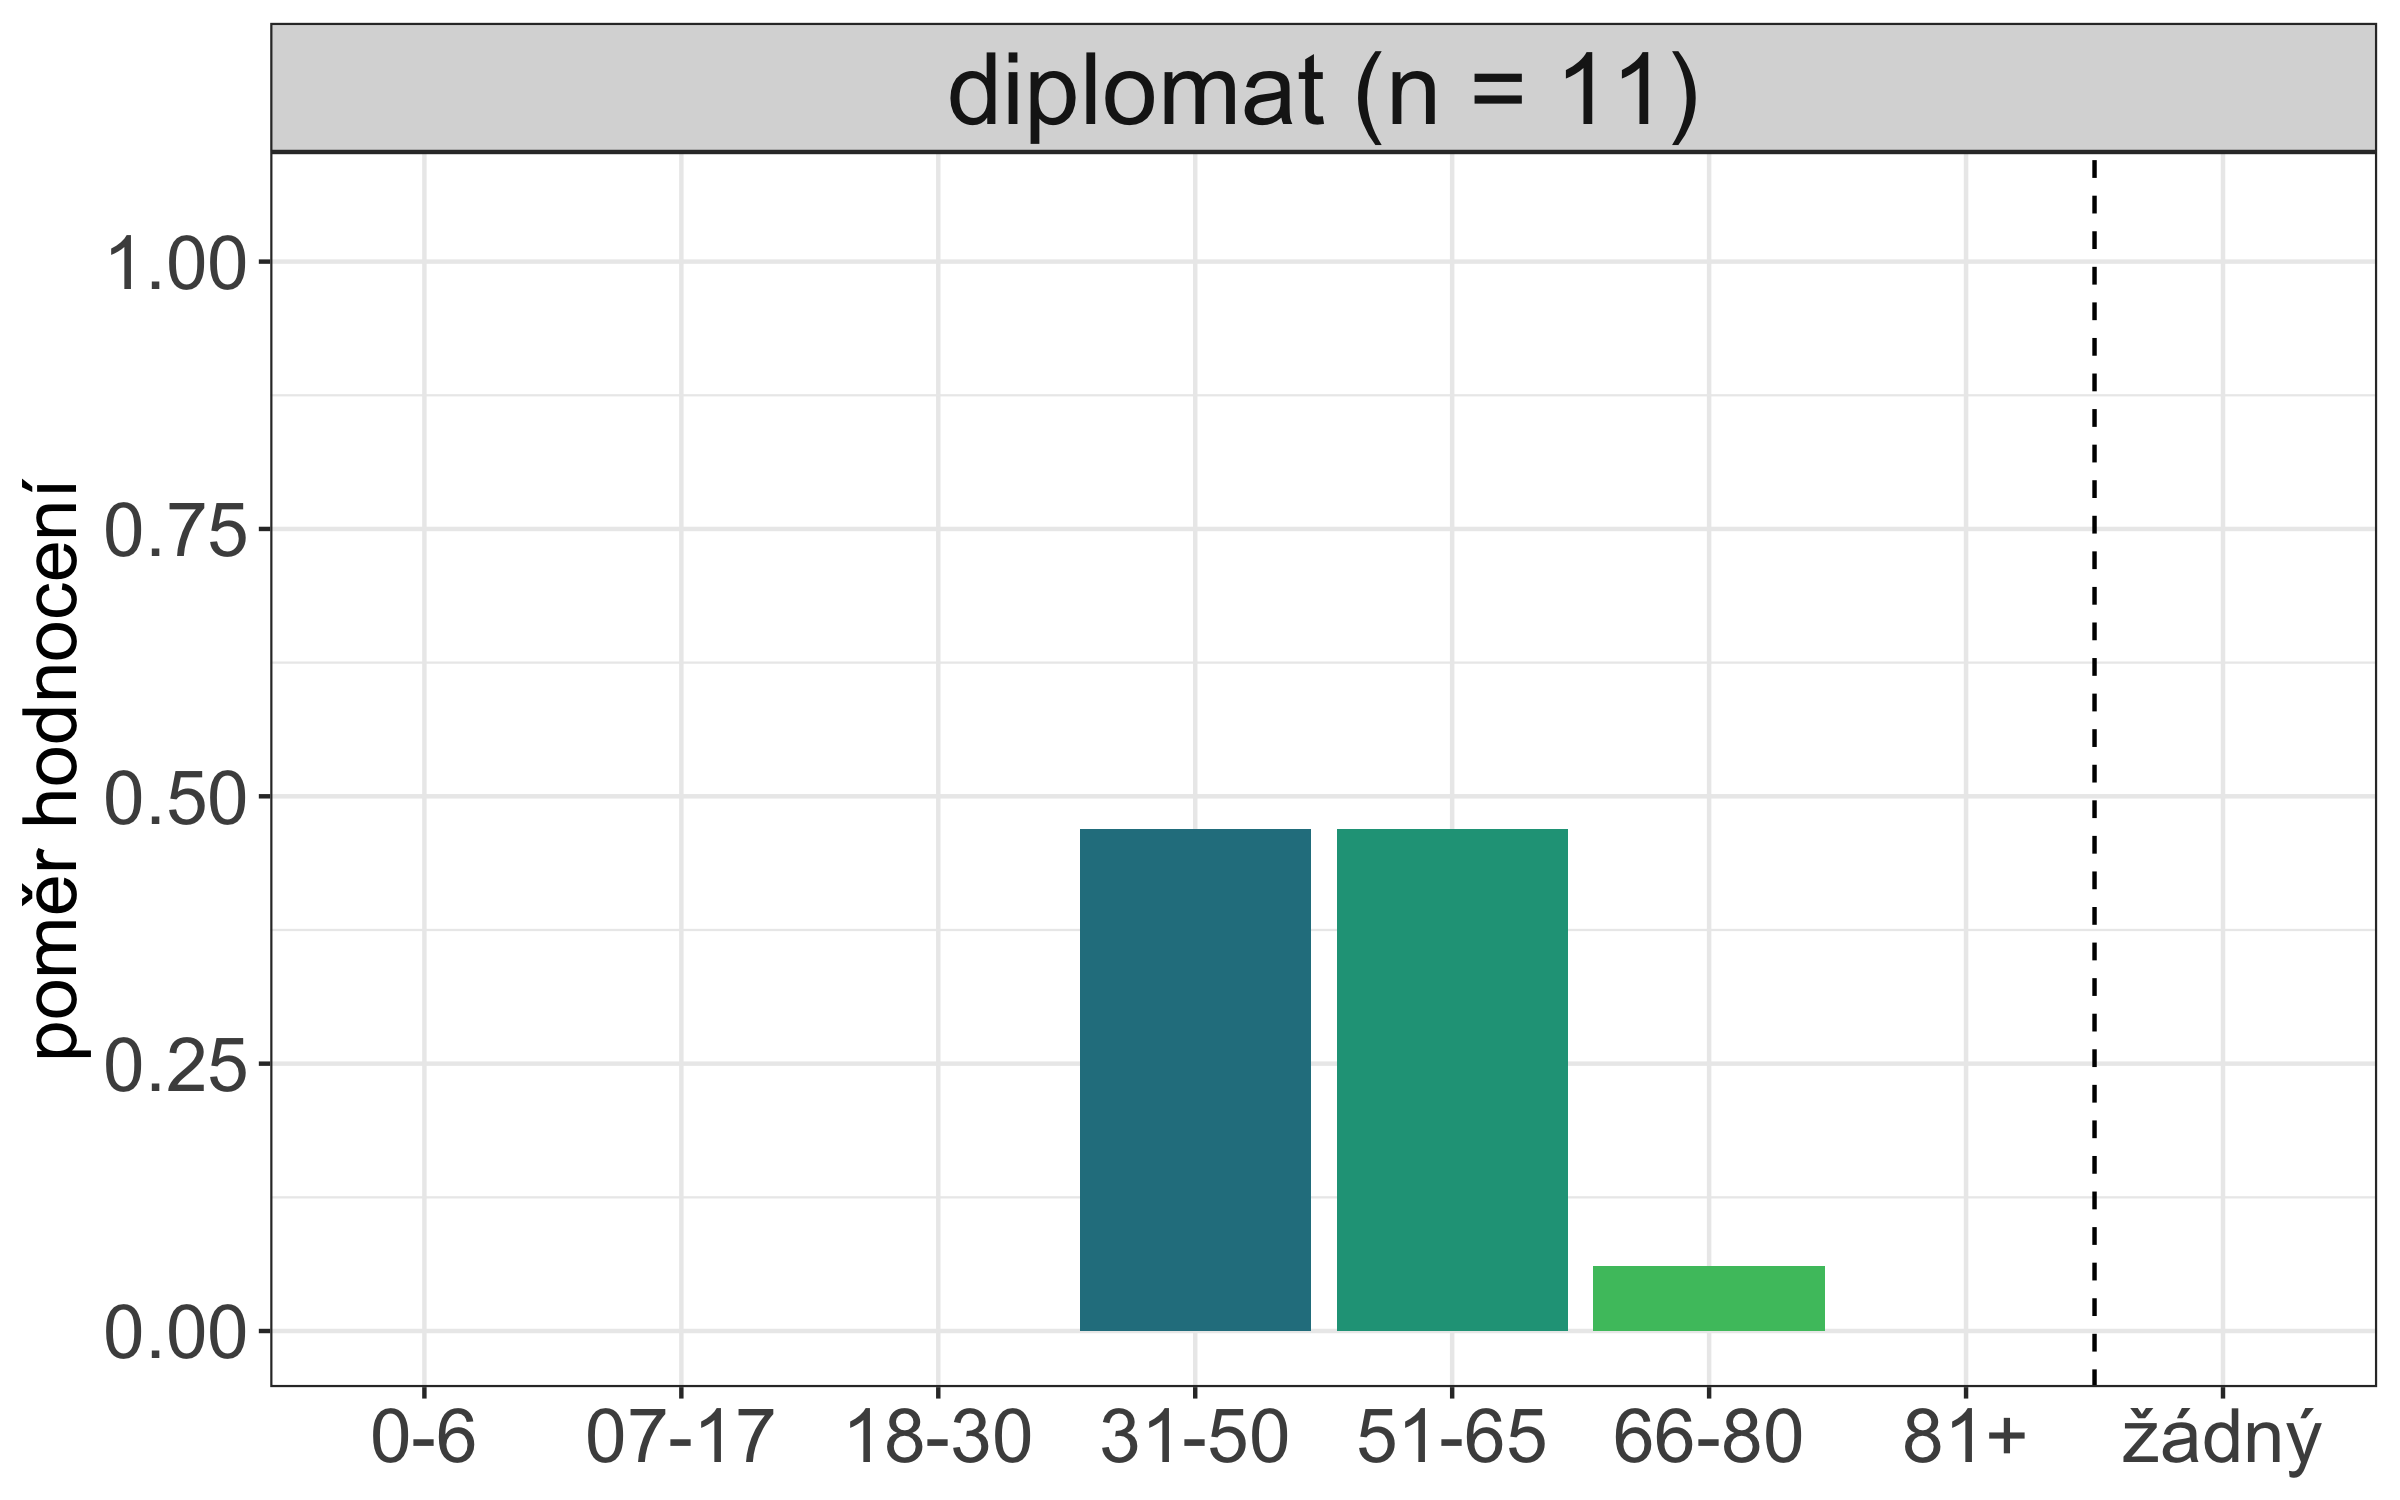 diplomat (n = 11)
poměr hodnocení
1.00
0.75
0.50
0.25
0.00
0-6 07-17 18-30 31-50 51-65 66-80 81+ žádný